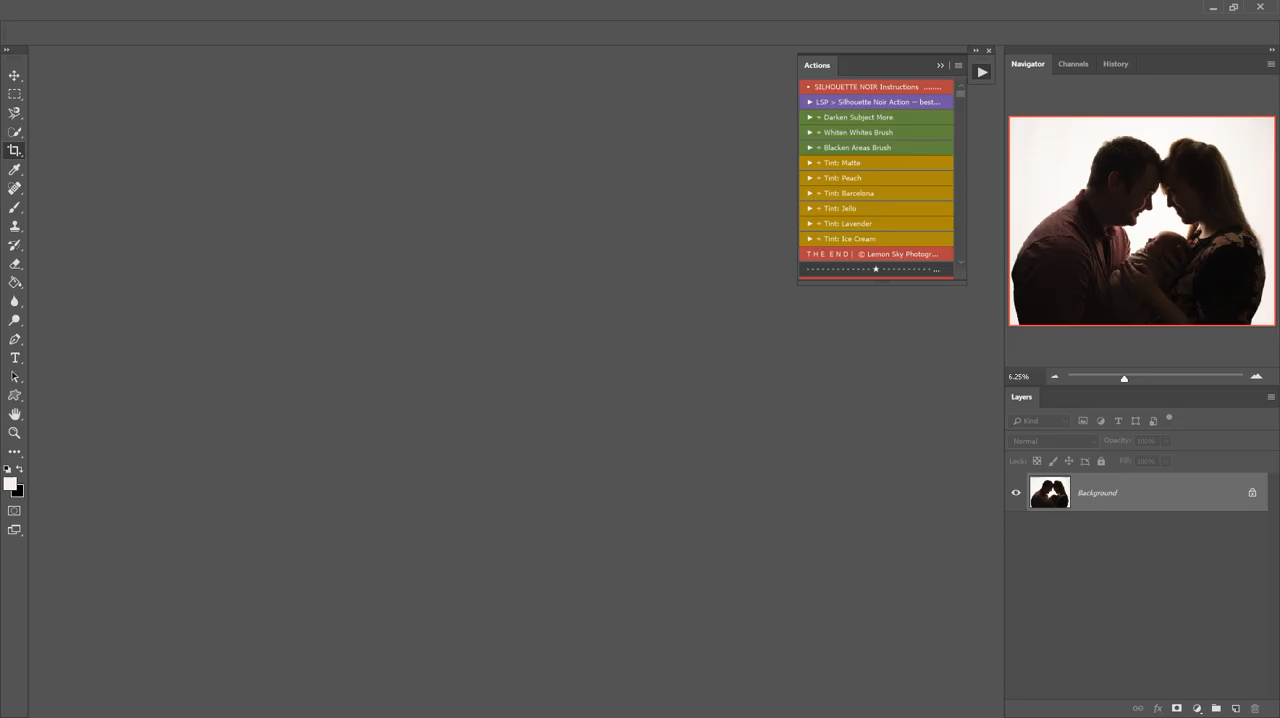 Actions
SILHOUETTE NOIR Instructions ........
LSP > Silhouette Noir Action — best...
+ Darken Subject More
+ Whiten Whites Brush
+ Blacken Areas Brush
+ Tint: Matte
+ Tint: Peach
+ Tint: Barcelona
+ Tint: Jello
+ Tint: Lavender
+ Tint: Ice Cream
T H E  E N D | © Lemon Sky Photogr...
- - - - - - - - - - - - - ★ - - - - - - - - - - ...
Navigator Channels History
6.25%
Layers
Kind
Normal Opacity: 100%
Lock: Fill: 100%
Background